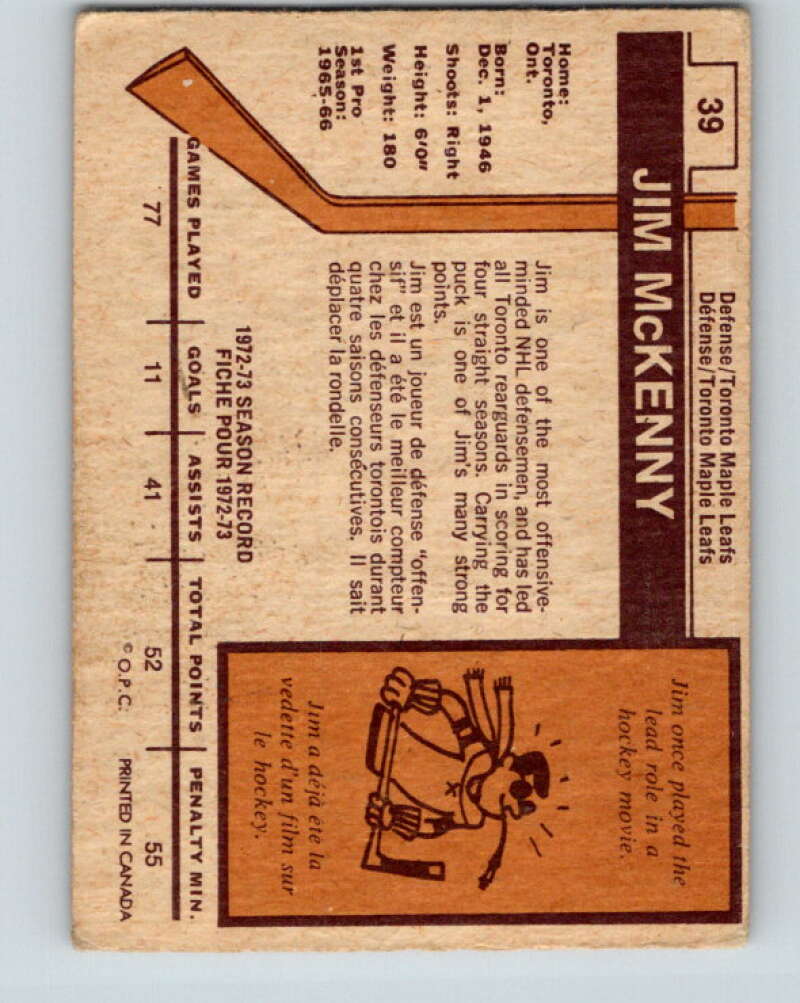 39
Defense/Toronto Maple Leafs
Défense/Toronto Maple Leafs
JIM McKENNY
Home:
Toronto,
Ont.
Born:
Dec. 1, 1946
Shoots: Right
Height: 6'0"
Weight: 180
1st Pro
Season:
1965-66
Jim is one of the most offensive-
minded NHL defensemen, and has led
all Toronto rearguards in scoring for
four straight seasons. Carrying the
puck is one of Jim's many strong
points.
Jim est un joueur de défense "offen-
sif" et il a été le meilleur compteur
chez les défenseurs torontois durant
quatre saisons consécutives. Il sait
déplacer la rondelle.
Jim once played the
lead role in a
hockey movie.
Jim a déjà été la
vedette d'un film sur
le hockey.
1972-73 SEASON RECORD
FICHE POUR 1972-73
GAMES PLAYED GOALS ASSISTS TOTAL POINTS PENALTY MIN.
77 11 41 52 55
© O.P.C. PRINTED IN CANADA